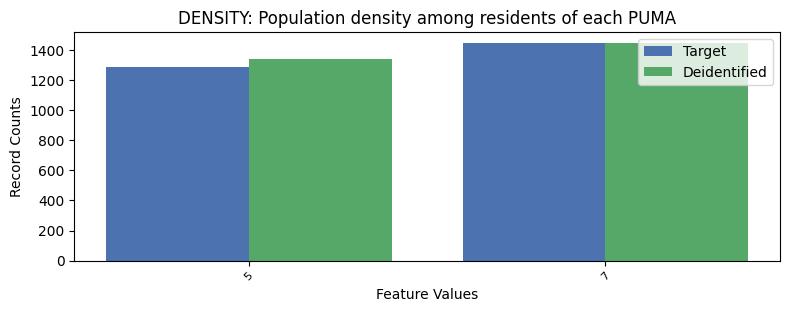 DENSITY: Population density among residents of each PUMA
Target
Deidentified
Record Counts
1400
1200
1000
800
600
400
200
0
5
7
Feature Values